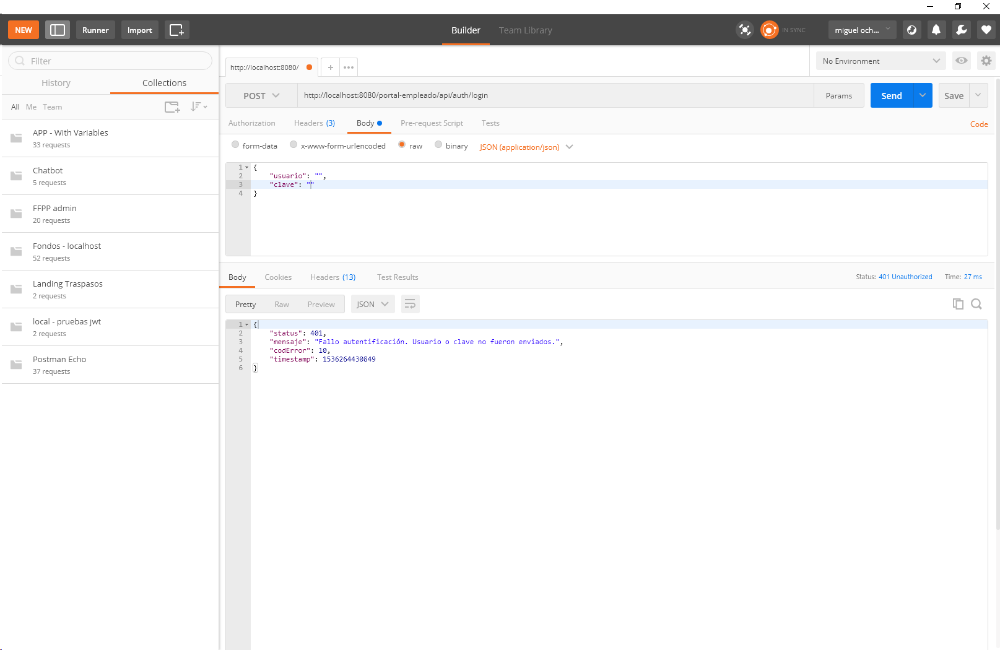 NEW Runner Import Builder Team Library IN SYNC miguel och...
Filter
History Collections
All Me Team
APP - With Variables
33 requests
Chatbot
5 requests
FFPP admin
20 requests
Fondos - localhost
52 requests
Landing Traspasos
2 requests
local - pruebas jwt
2 requests
Postman Echo
37 requests
http://localhost:8080/ + ••• No Environment
POST http://localhost:8080/portal-empleado/api/auth/login Params Send Save
Authorization Headers (3) Body Pre-request Script Tests Code
form-data x-www-form-urlencoded raw binary JSON (application/json)
1 {
2 "usuario": "",
3 "clave": ""
4 }
Body Cookies Headers (13) Test Results Status: 401 Unauthorized Time: 27 ms
Pretty Raw Preview JSON
1 {
2 "status": 401,
3 "mensaje": "Fallo autentificación. Usuario o clave no fueron enviados.",
4 "codError": 10,
5 "timestamp": 1536264430849
6 }